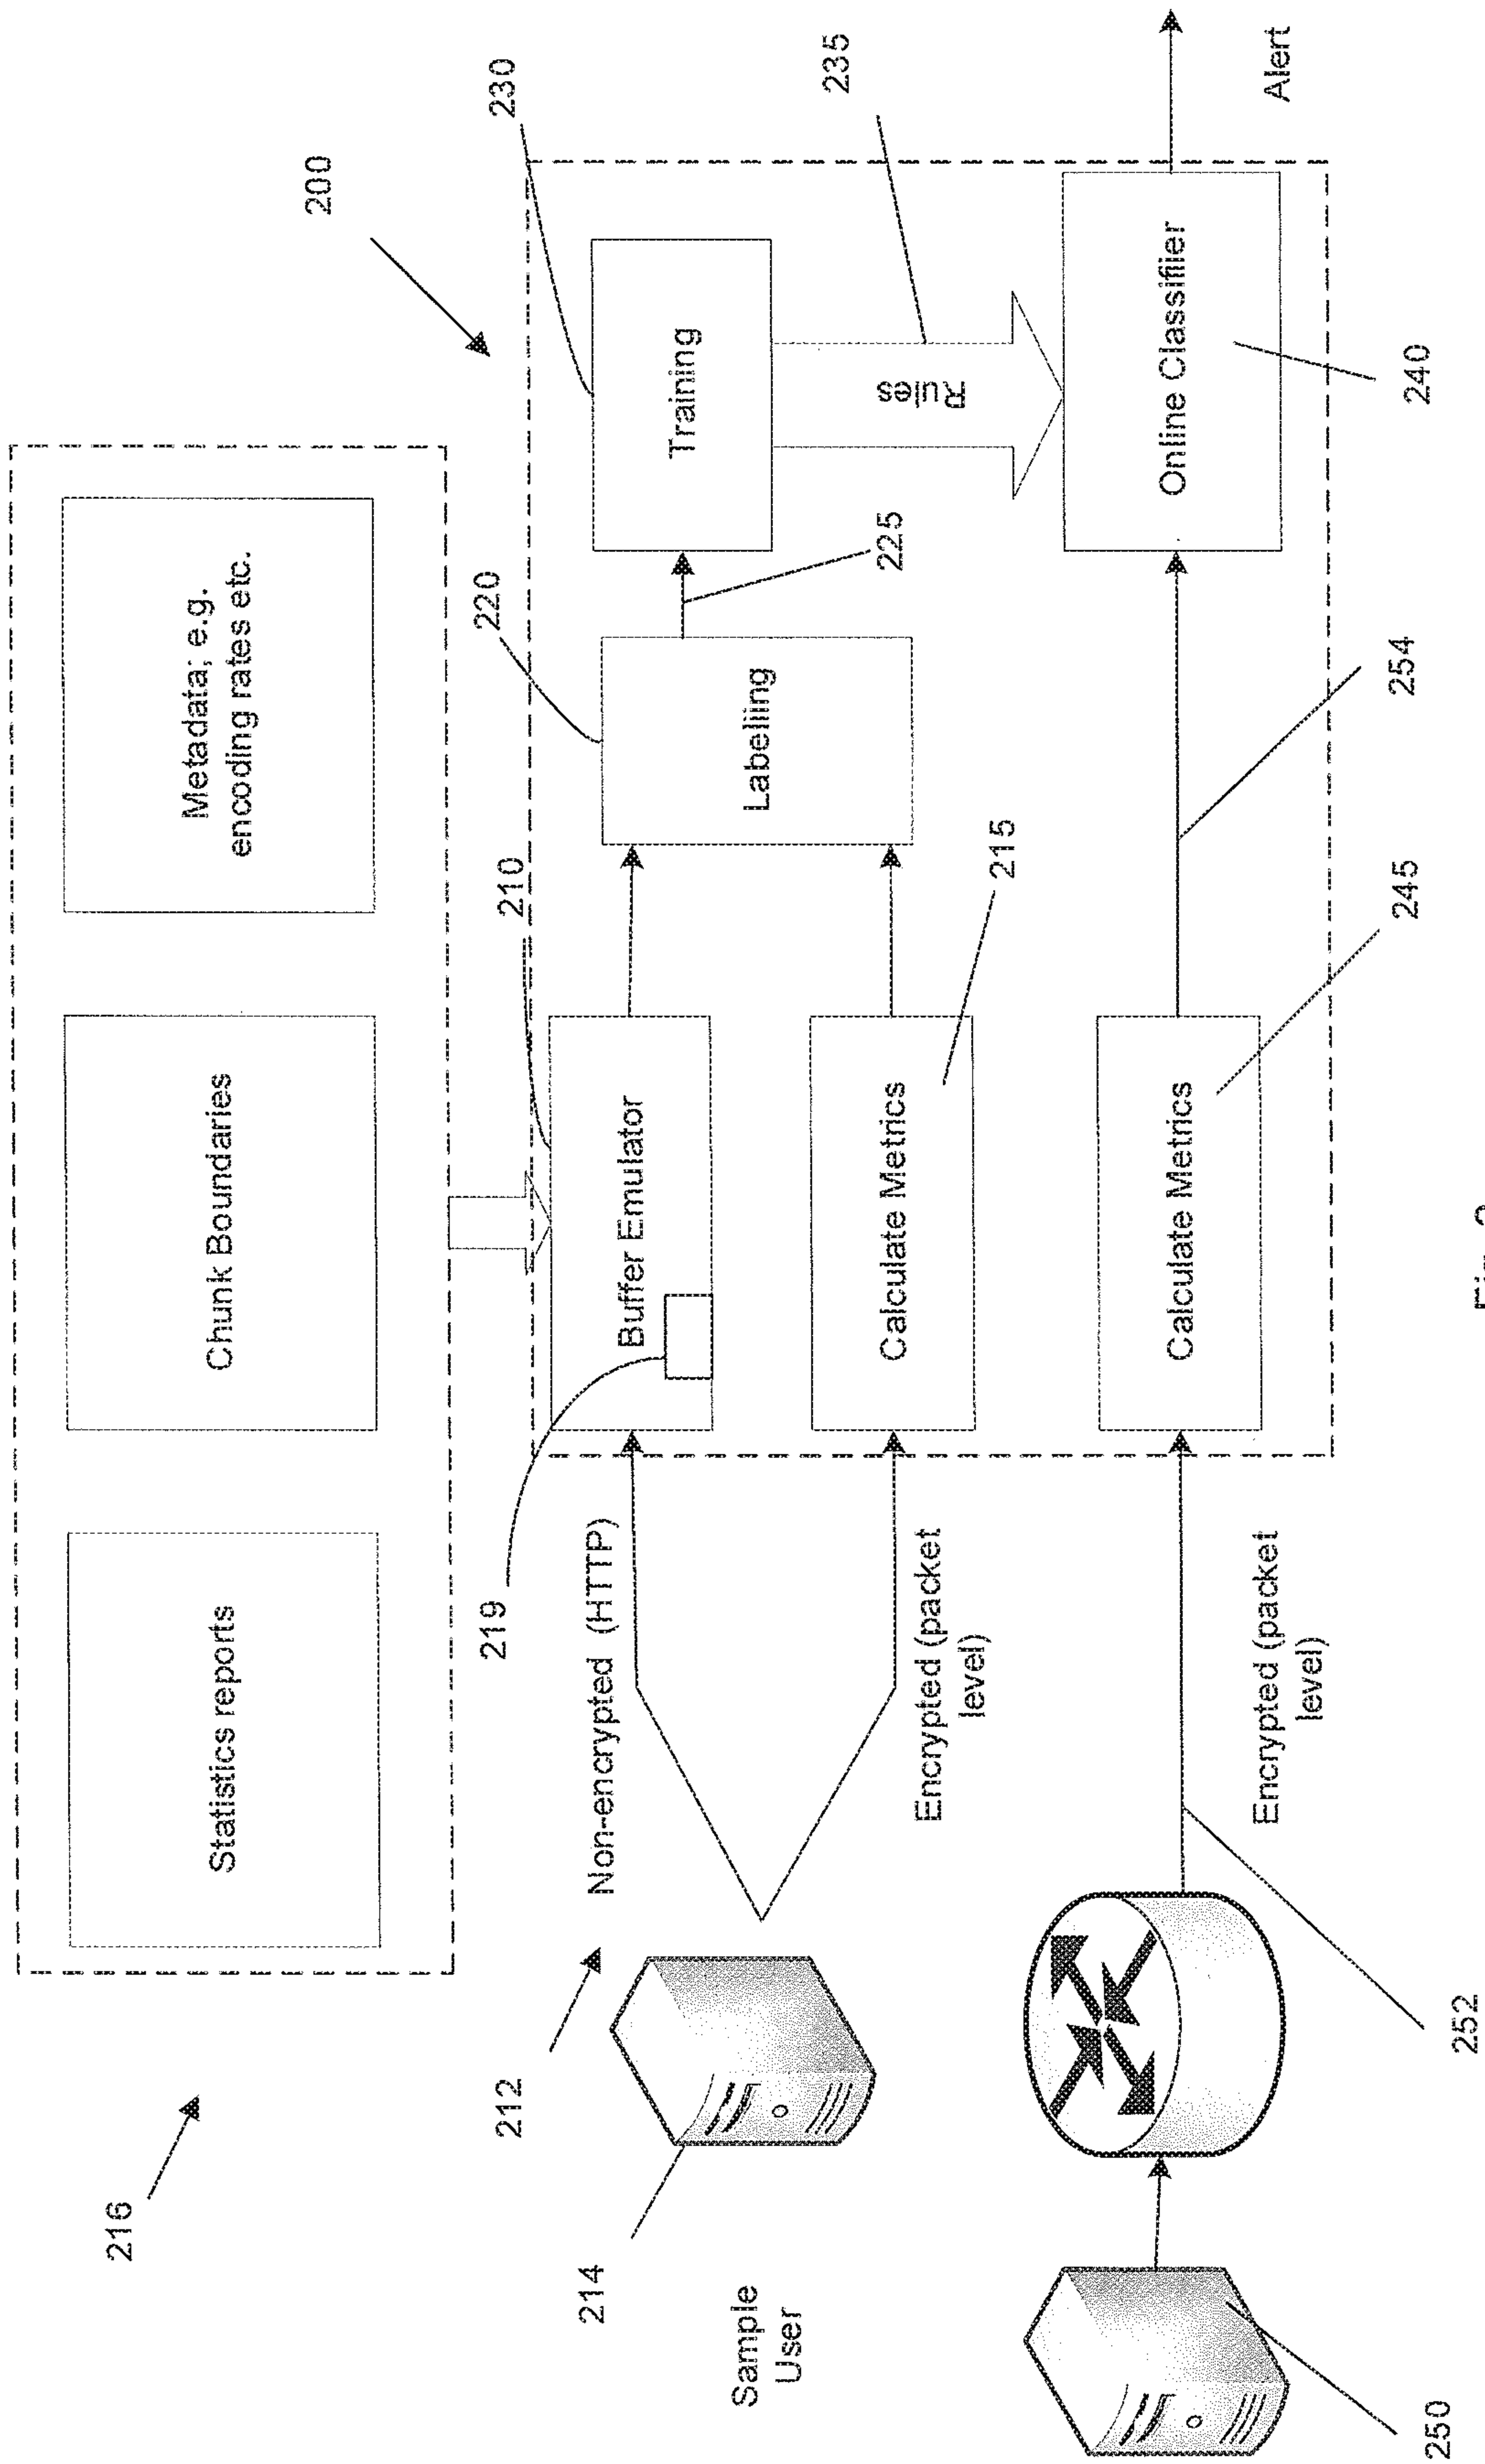 216
Statistics reports
Chunk Boundaries
Metadata; e.g.
encoding rates etc.
200
212
214
Sample
User
Non-encrypted (HTTP)
219
210
Buffer Emulator
220
230
Training
Labelling
225
Rules
235
Encrypted (packet
level)
Calculate Metrics
215
Encrypted (packet
level)
Calculate Metrics
Online Classifier
Alert
250
252
245
254
240